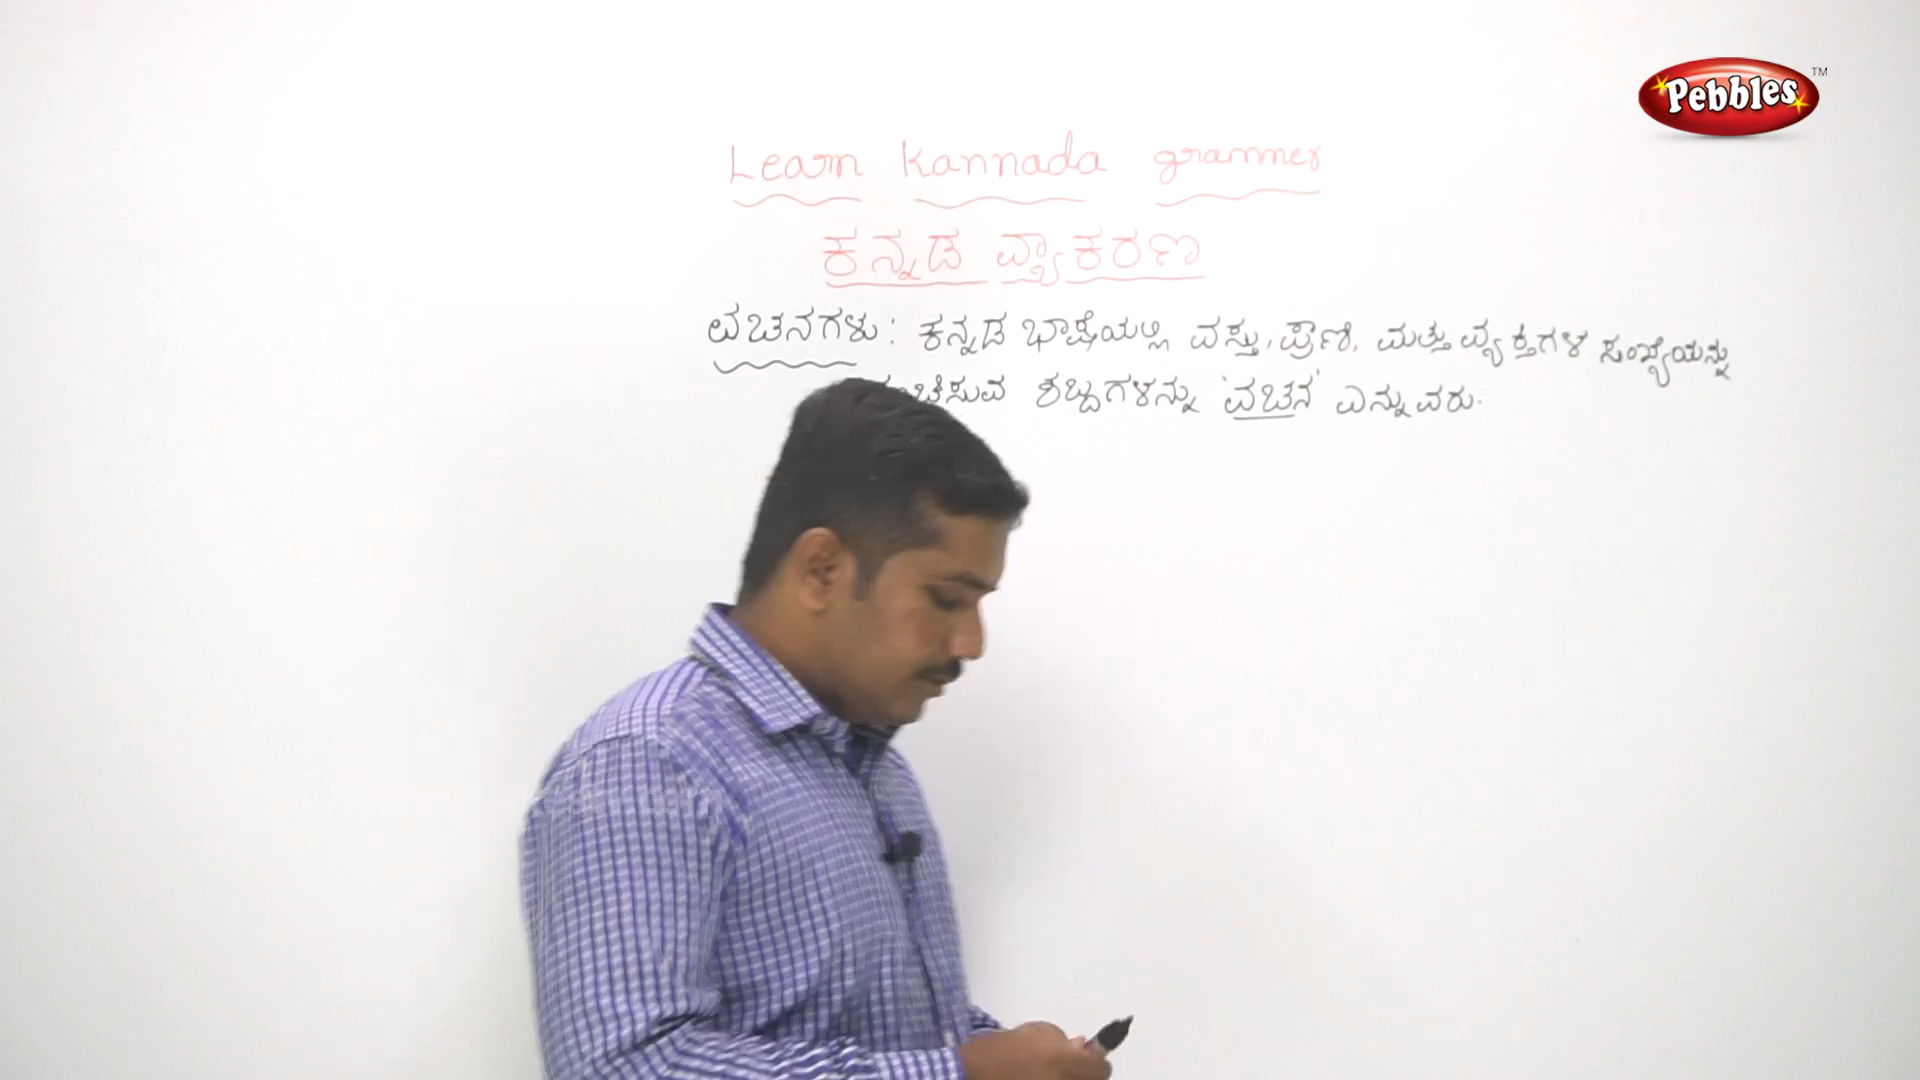 Pebbles TM
Learn Kannada grammer
ಕನ್ನಡ ವ್ಯಾಕರಣ
ವಚನಗಳು : ಕನ್ನಡ ಭಾಷೆಯಲ್ಲಿ ವಸ್ತು, ಪ್ರಾಣಿ, ಮತ್ತು ವ್ಯಕ್ತಿಗಳ ಸಂಖ್ಯೆಯನ್ನು
ಶಬ್ದಗಳನ್ನು 'ವಚನ' ಎನ್ನುವರು.